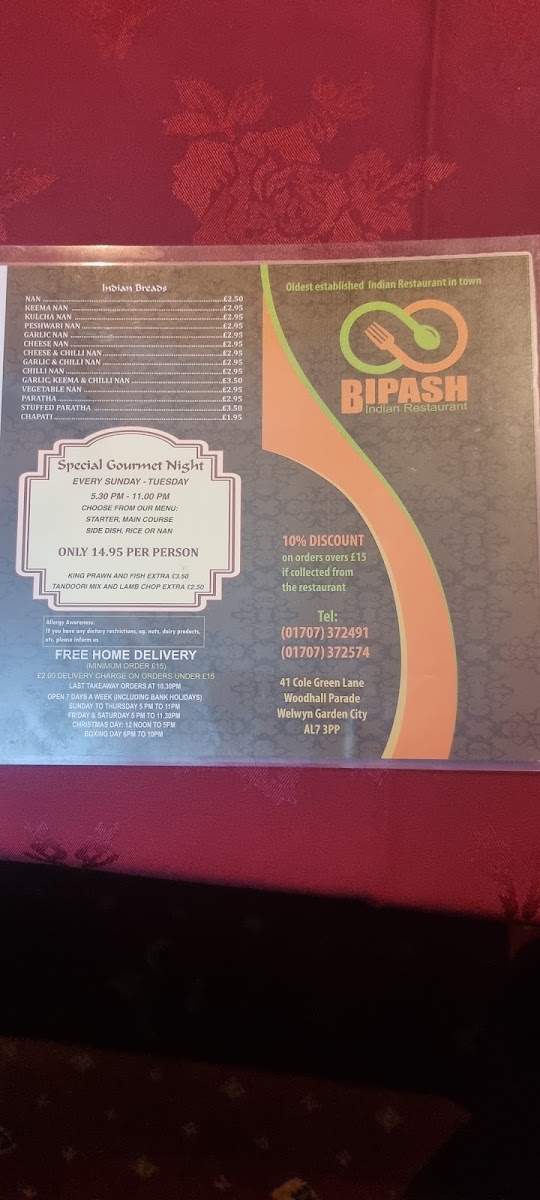 Indian Breads
NAN ........ £2.50
KEEMA NAN ........ £2.95
KULCHA NAN ........ £2.95
PESHWARI NAN ........ £2.95
GARLIC NAN ........ £2.95
CHEESE NAN ........ £2.95
CHEESE & CHILLI NAN ........ £2.95
GARLIC & CHILLI NAN ........ £2.95
CHILLI NAN ........ £2.95
GARLIC, KEEMA & CHILLI NAN ........ £3.50
VEGETABLE NAN ........ £2.95
PARATHA ........ £2.95
STUFFED PARATHA ........ £3.50
CHAPATI ........ £1.95
Special Gourmet Night
EVERY SUNDAY - TUESDAY
5.30 PM - 11.00 PM
CHOOSE FROM OUR MENU:
STARTER, MAIN COURSE
SIDE DISH, RICE OR NAN
ONLY 14.95 PER PERSON
KING PRAWN AND FISH EXTRA £3.50
TANDOORI MIX AND LAMB CHOP EXTRA £2.50
Allergy Awareness:
If you have any dietary restrictions, eg. nuts, dairy products,
etc. please inform us
FREE HOME DELIVERY
(MINIMUM ORDER £15)
£2.00 DELIVERY CHARGE ON ORDERS UNDER £15
LAST TAKEAWAY ORDERS AT 10.30PM
OPEN 7 DAYS A WEEK (INCLUDING BANK HOLIDAYS)
SUNDAY TO THURSDAY 5 PM TO 11PM
FRIDAY & SATURDAY 5 PM TO 11.30PM
CHRISTMAS DAY: 12 NOON TO 5PM
BOXING DAY 6PM TO 10PM
Oldest established Indian Restaurant in town
BIPASH
Indian Restaurant
10% DISCOUNT
on orders overs £15
if collected from
the restaurant
Tel:
(01707) 372491
(01707) 372574
41 Cole Green Lane
Woodhall Parade
Welwyn Garden City
AL7 3PP